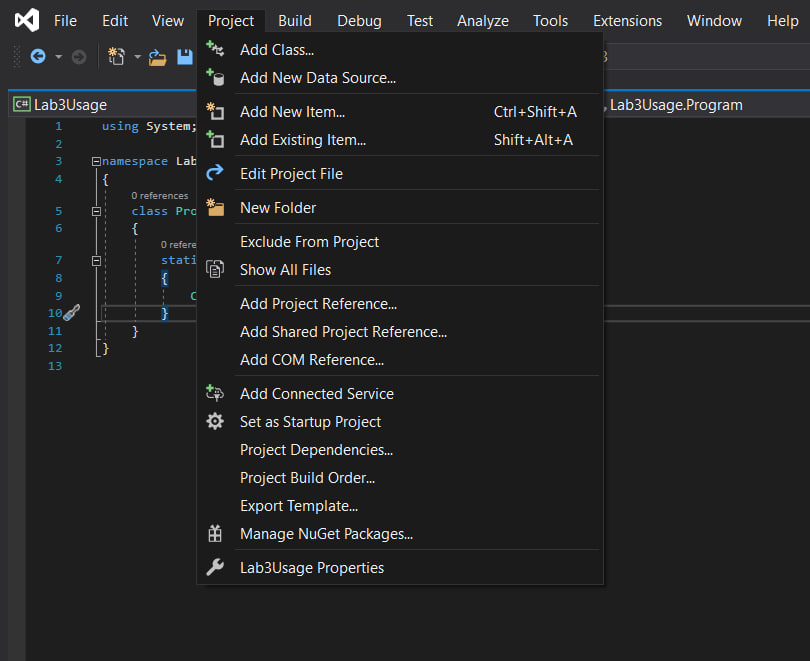 File Edit View Project Build Debug Test Analyze Tools Extensions Window Help
Lab3Usage
Lab3Usage.Program
1 using System;
2
3 namespace Lab
4 {
0 references
5 class Pro
6 {
0 refere
7 stati
8 {
9 C
10 }
11 }
12 }
13
Add Class...
Add New Data Source...
Add New Item... Ctrl+Shift+A
Add Existing Item... Shift+Alt+A
Edit Project File
New Folder
Exclude From Project
Show All Files
Add Project Reference...
Add Shared Project Reference...
Add COM Reference...
Add Connected Service
Set as Startup Project
Project Dependencies...
Project Build Order...
Export Template...
Manage NuGet Packages...
Lab3Usage Properties